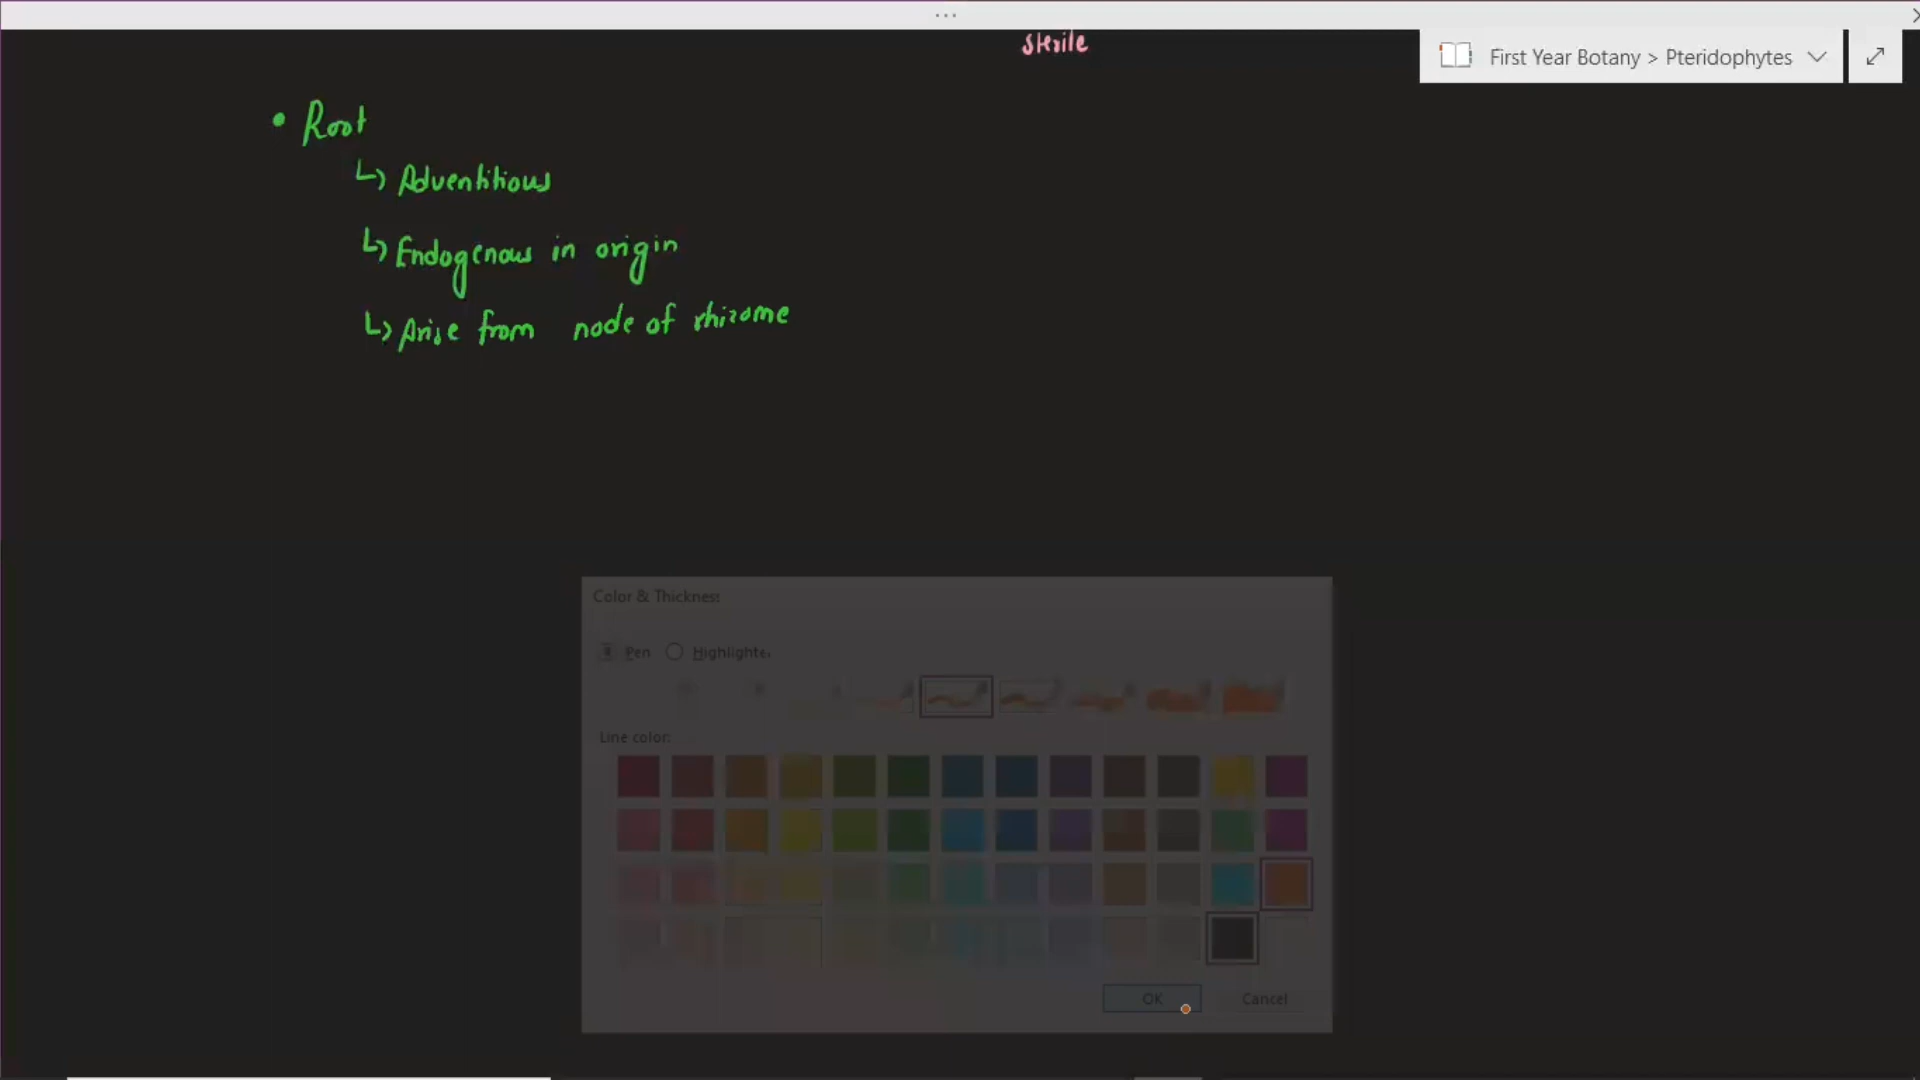 ...
sterile
First Year Botany > Pteridophytes
• Root
↳ Adventitious
↳ Endogenous in origin
↳ Arise from node of rhizome
Color & Thickness
Pen Highlighter
Line color:
OK Cancel